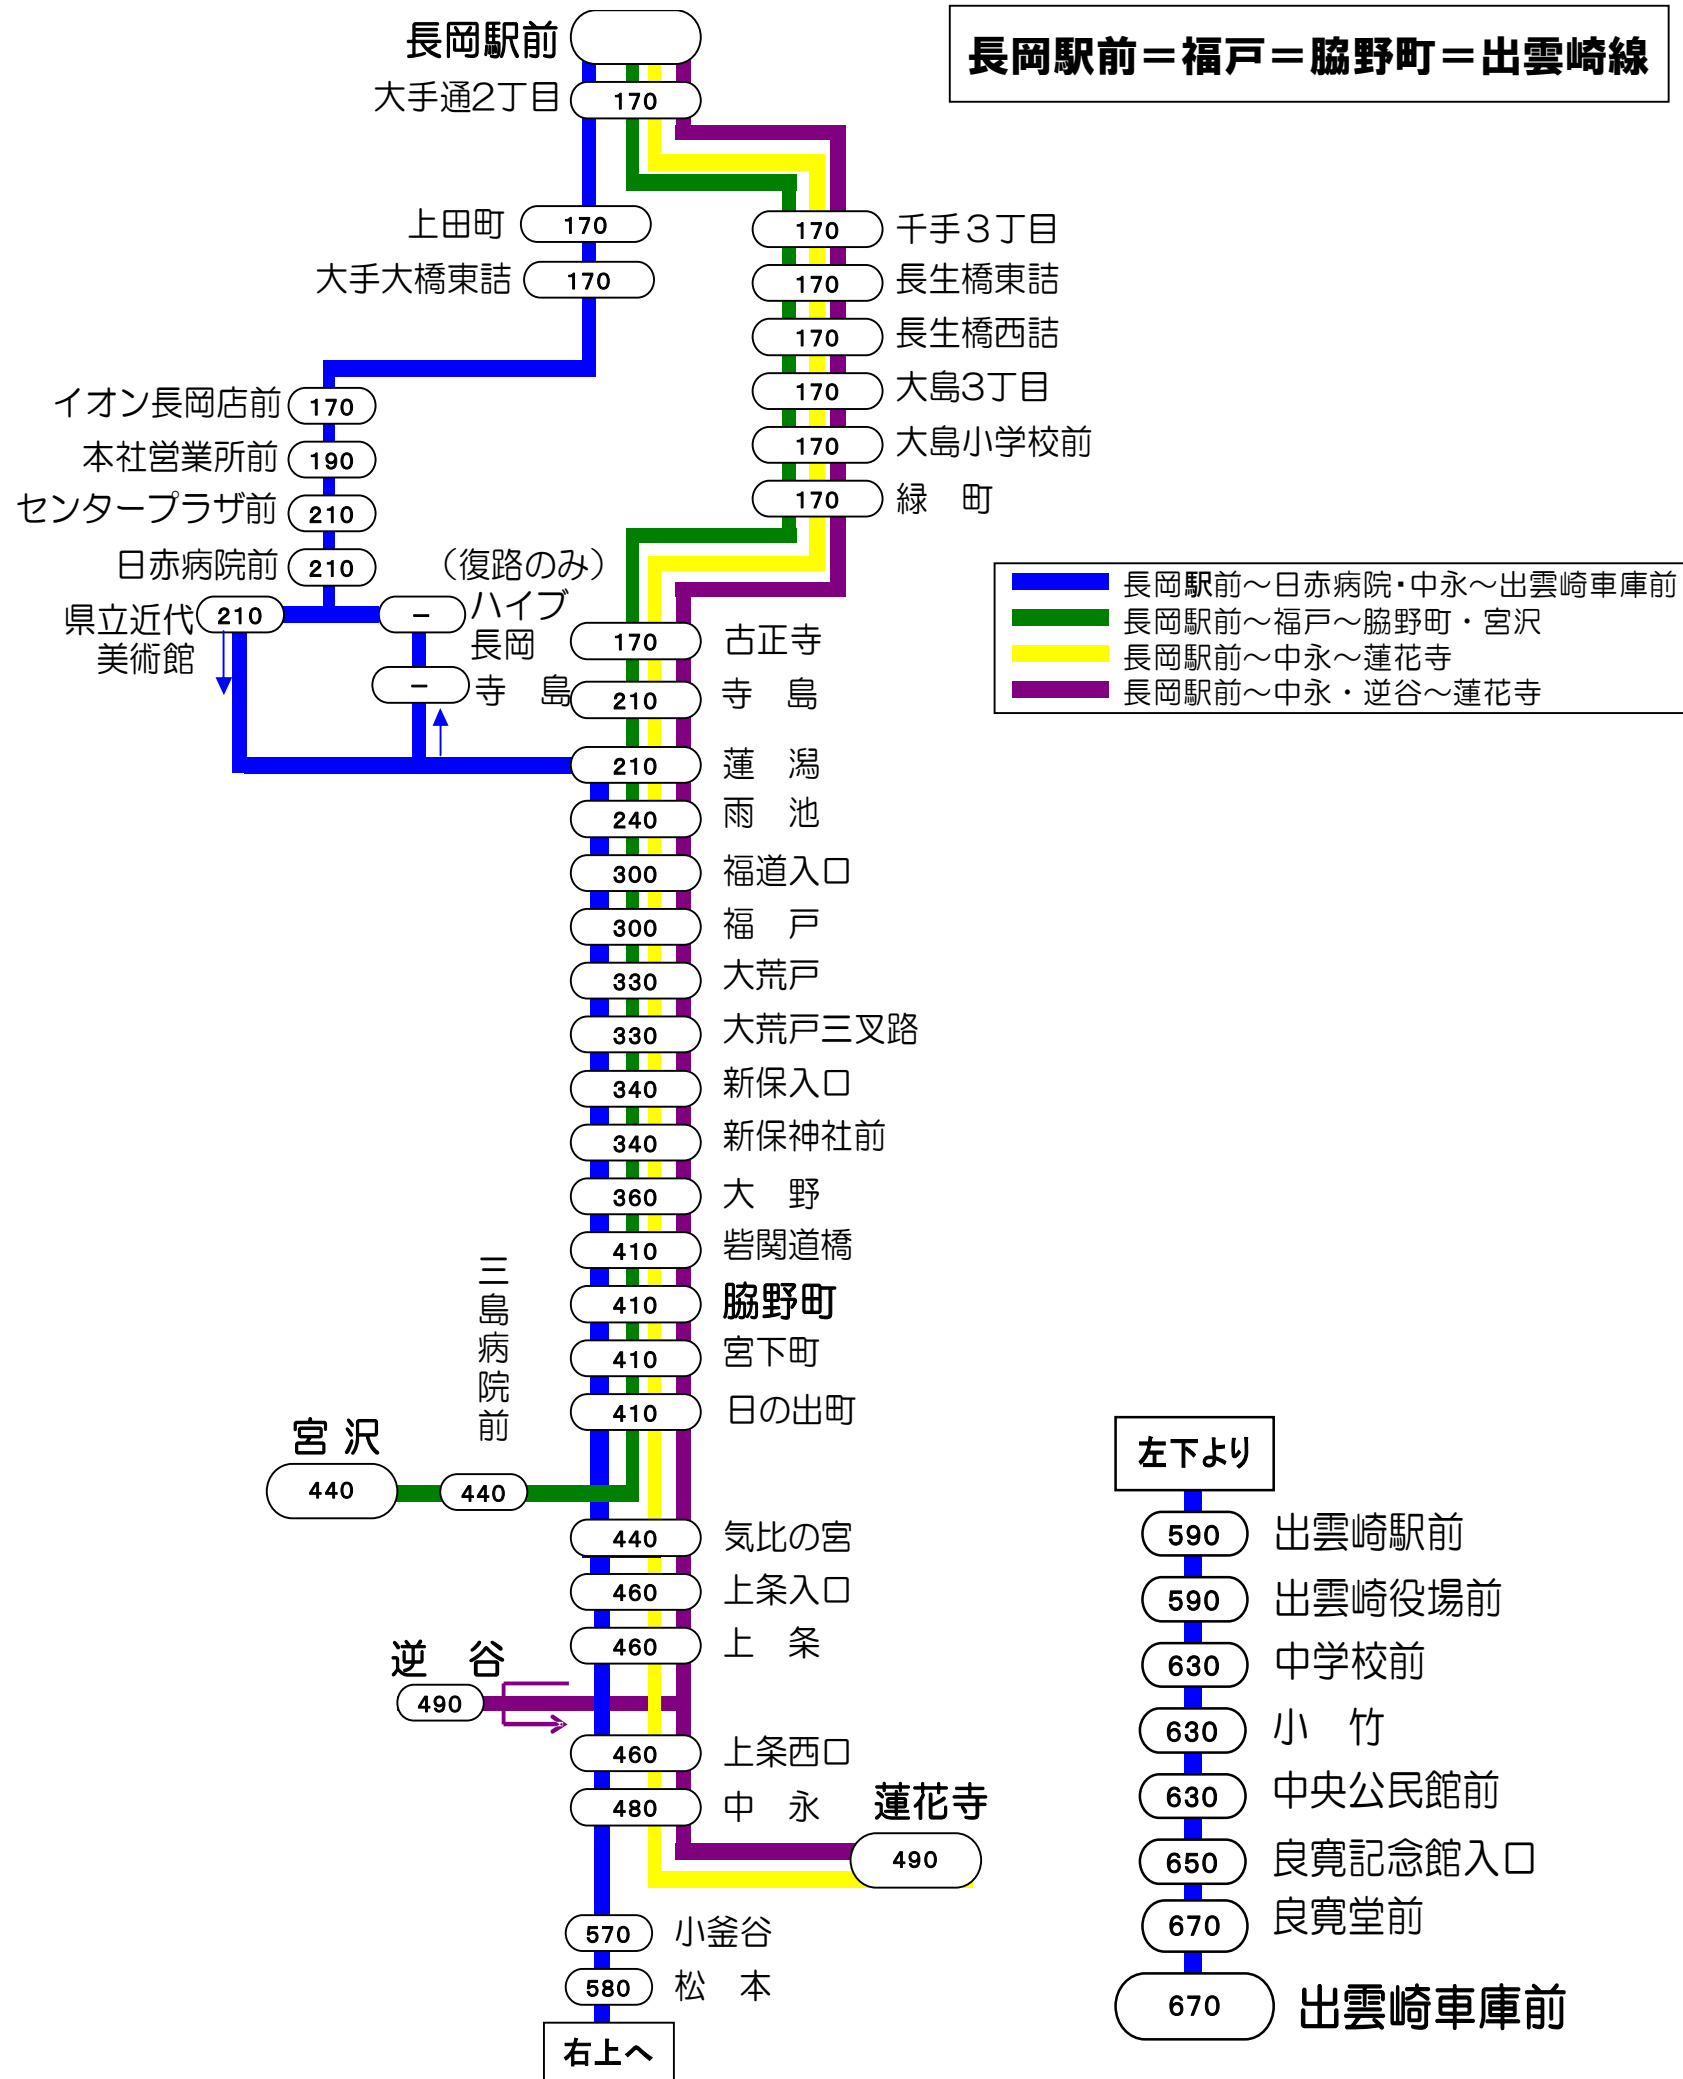 長岡駅前＝福戸＝脇野町＝出雲崎線
長岡駅前
大手通2丁目
170
上田町
170
大手大橋東詰
170
イオン長岡店前
170
本社営業所前
190
センタープラザ前
210
日赤病院前
210
県立近代
美術館
210
（復路のみ）
－
ハイブ
長岡
－
寺　島
170
千手３丁目
170
長生橋東詰
170
長生橋西詰
170
大島3丁目
170
大島小学校前
170
緑　町
長岡駅前～日赤病院・中永～出雲崎車庫前
長岡駅前～福戸～脇野町・宮沢
長岡駅前～中永～蓮花寺
長岡駅前～中永・逆谷～蓮花寺
170
古正寺
210
寺　島
210
蓮　潟
240
雨　池
300
福道入口
300
福　戸
330
大荒戸
330
大荒戸三叉路
340
新保入口
340
新保神社前
360
大　野
410
砦関道橋
410
脇野町
410
宮下町
410
日の出町
三島病院前
440
宮 沢
440
440
気比の宮
460
上条入口
460
上　条
逆　谷
490
460
上条西口
480
中　永
蓮花寺
490
570
小釜谷
580
松　本
右上へ
左下より
590
出雲崎駅前
590
出雲崎役場前
630
中学校前
630
小　竹
630
中央公民館前
650
良寛記念館入口
670
良寛堂前
670
出雲崎車庫前